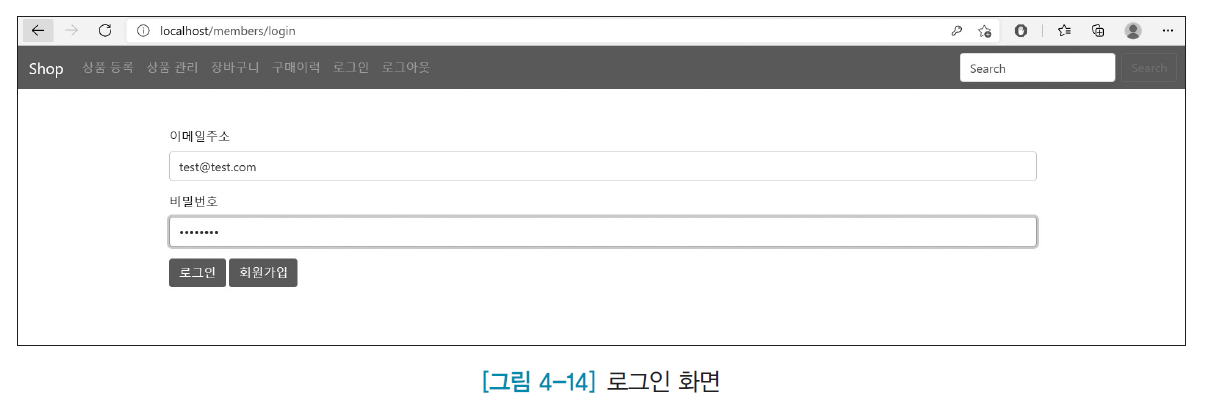 localhost/members/login
Shop 상품 등록 상품 관리 장바구니 구매이력 로그인 로그아웃 Search Search
이메일주소
test@test.com
비밀번호
••••••••
로그인 회원가입
[그림 4-14] 로그인 화면